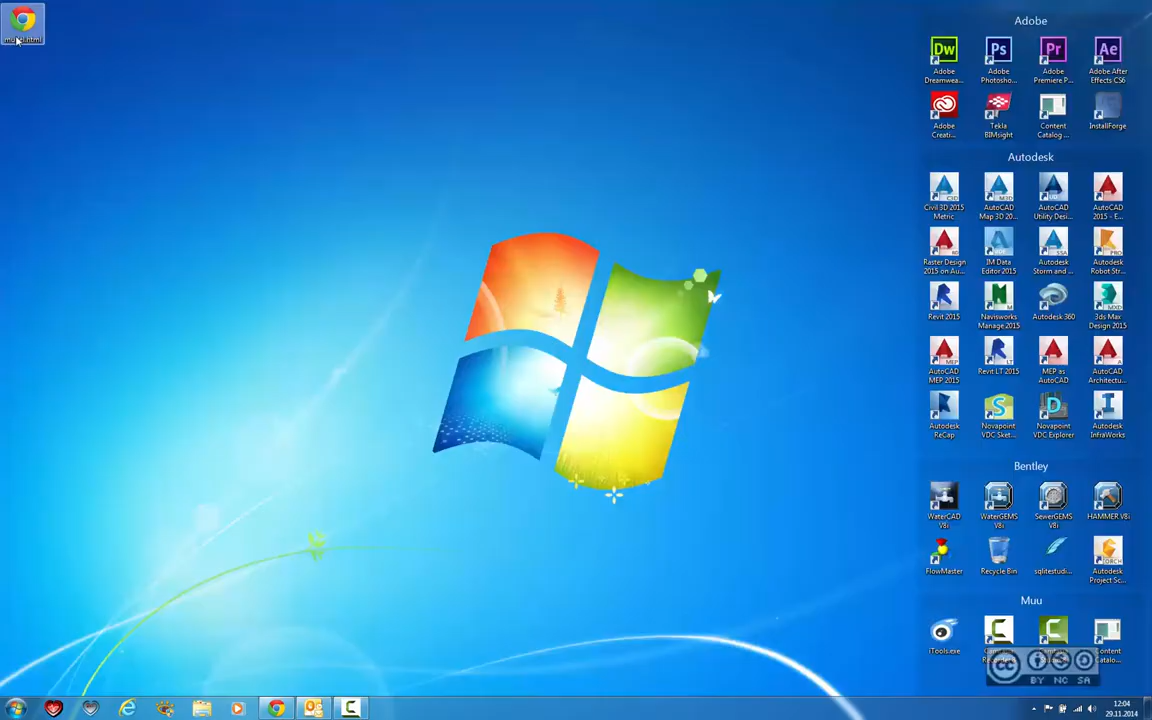 Adobe
Dw Ps Pr Ae
Adobe Dreamwea... Adobe Photosho... Adobe Premiere P... Adobe After Effects CS6
Adobe Creati... Tekla BIMsight Content Catalog ... InstallForge
Autodesk
Civil 3D 2015 Metric AutoCAD Map 3D 20... AutoCAD Utility Desi... AutoCAD 2015 - E...
Raster Design 2015 on Au... IM Data Editor 2015 Autodesk Storm and ... Autodesk Robot Str...
Revit 2015 Navisworks Manage 2015 Autodesk 360 3ds Max Design 2015
AutoCAD MEP 2015 Revit LT 2015 MEP as AutoCAD AutoCAD Architectu...
Autodesk ReCap Novapoint VDC Sket... Novapoint VDC Explorer Autodesk InfraWorks
Bentley
WaterCAD V8i WaterGEMS V8i SewerGEMS V8i HAMMER V8i
FlowMaster Recycle Bin sqlitestudi... Autodesk Project Sc...
Muu
iTools.exe Content Catalo...
cc
BY NC SA
12:04
29.11.2014